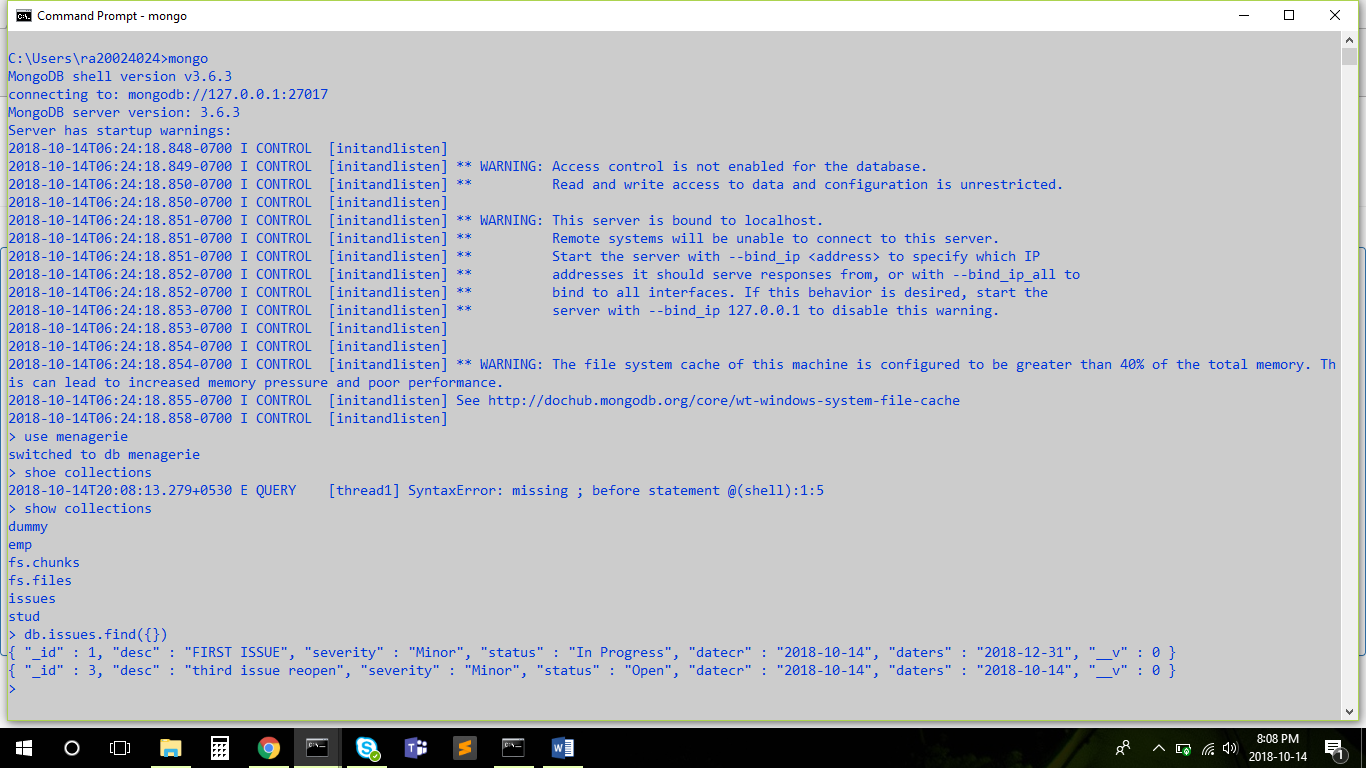 Command Prompt - mongo
C:\Users\ra20024024>mongo
MongoDB shell version v3.6.3
connecting to: mongodb://127.0.0.1:27017
MongoDB server version: 3.6.3
Server has startup warnings:
2018-10-14T06:24:18.848-0700 I CONTROL  [initandlisten]
2018-10-14T06:24:18.849-0700 I CONTROL  [initandlisten] ** WARNING: Access control is not enabled for the database.
2018-10-14T06:24:18.850-0700 I CONTROL  [initandlisten] **          Read and write access to data and configuration is unrestricted.
2018-10-14T06:24:18.850-0700 I CONTROL  [initandlisten]
2018-10-14T06:24:18.851-0700 I CONTROL  [initandlisten] ** WARNING: This server is bound to localhost.
2018-10-14T06:24:18.851-0700 I CONTROL  [initandlisten] **          Remote systems will be unable to connect to this server.
2018-10-14T06:24:18.851-0700 I CONTROL  [initandlisten] **          Start the server with --bind_ip <address> to specify which IP
2018-10-14T06:24:18.852-0700 I CONTROL  [initandlisten] **          addresses it should serve responses from, or with --bind_ip_all to
2018-10-14T06:24:18.852-0700 I CONTROL  [initandlisten] **          bind to all interfaces. If this behavior is desired, start the
2018-10-14T06:24:18.853-0700 I CONTROL  [initandlisten] **          server with --bind_ip 127.0.0.1 to disable this warning.
2018-10-14T06:24:18.853-0700 I CONTROL  [initandlisten]
2018-10-14T06:24:18.854-0700 I CONTROL  [initandlisten]
2018-10-14T06:24:18.854-0700 I CONTROL  [initandlisten] ** WARNING: The file system cache of this machine is configured to be greater than 40% of the total memory. Th
is can lead to increased memory pressure and poor performance.
2018-10-14T06:24:18.855-0700 I CONTROL  [initandlisten] See http://dochub.mongodb.org/core/wt-windows-system-file-cache
2018-10-14T06:24:18.858-0700 I CONTROL  [initandlisten]
> use menagerie
switched to db menagerie
> shoe collections
2018-10-14T20:08:13.279+0530 E QUERY    [thread1] SyntaxError: missing ; before statement @(shell):1:5
> show collections
dummy
emp
fs.chunks
fs.files
issues
stud
> db.issues.find({})
{ "_id" : 1, "desc" : "FIRST ISSUE", "severity" : "Minor", "status" : "In Progress", "datecr" : "2018-10-14", "daters" : "2018-12-31", "__v" : 0 }
{ "_id" : 3, "desc" : "third issue reopen", "severity" : "Minor", "status" : "Open", "datecr" : "2018-10-14", "daters" : "2018-10-14", "__v" : 0 }
>
8:08 PM
2018-10-14
1